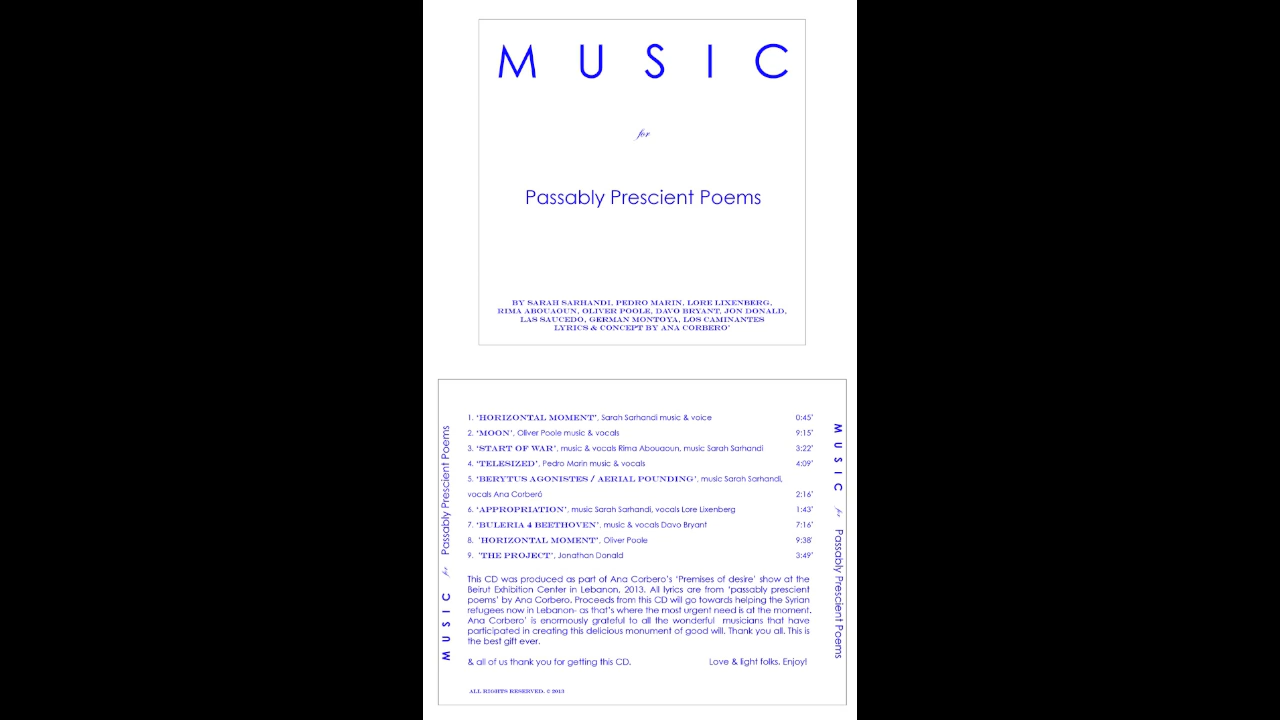 MUSIC
for
Passably Prescient Poems
BY SARAH SARHANDI, PEDRO MARIN, LORE LIXENBERG,
RIMA ABOUAOUN, OLIVER POOLE, DAVO BRYANT, JON DONALD,
LAS SAUCEDO, GERMAN MONTOYA, LOS CAMINANTES
LYRICS & CONCEPT BY ANA CORBERO'
MUSIC for Passably Prescient Poems
1. 'HORIZONTAL MOMENT', Sarah Sarhandi music & voice 0:45'
2. 'MOON', Oliver Poole music & vocals 9:15'
3. 'START OF WAR', music & vocals Rima Abouaoun, music Sarah Sarhandi 3:22'
4. 'TELESIZED', Pedro Marin music & vocals 4:09'
5. 'BERYTUS AGONISTES / AERIAL POUNDING', music Sarah Sarhandi,
vocals Ana Corberó 2:16'
6. 'APPROPRIATION', music Sarah Sarhandi, vocals Lore Lixenberg 1:43'
7. 'BULERIA 4 BEETHOVEN', music & vocals Davo Bryant 7:16'
8. 'HORIZONTAL MOMENT', Oliver Poole 9:38'
9. 'THE PROJECT', Jonathan Donald 3:49'
This CD was produced as part of Ana Corbero's 'Premises of desire' show at the
Beirut Exhibition Center in Lebanon, 2013. All lyrics are from 'passably prescient
poems' by Ana Corbero. Proceeds from this CD will go towards helping the Syrian
refugees now in Lebanon- as that's where the most urgent need is at the moment.
Ana Corbero' is enormously grateful to all the wonderful musicians that have
participated in creating this delicious monument of good will. Thank you all. This is
the best gift ever.
& all of us thank you for getting this CD. Love & light folks. Enjoy!
ALL RIGHTS RESERVED. © 2013
MUSIC for Passably Prescient Poems